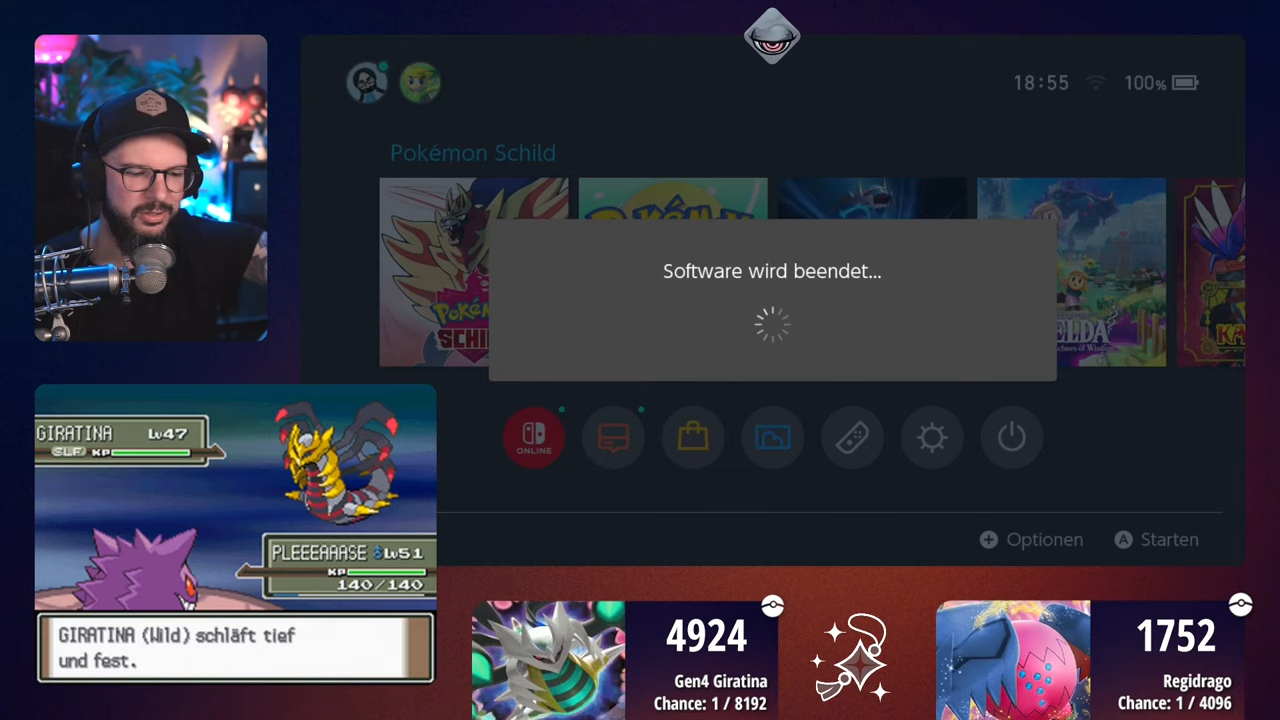 18:55
100%
Pokémon Schild
Software wird beendet...
ONLINE
Optionen
Starten
GIRATINA Lv47
SLF KP
PLEEEAAASE ♂Lv51
KP
140/140
GIRATINA (Wild) schläft tief
und fest.
4924
Gen4 Giratina
Chance: 1 / 8192
1752
Regidrago
Chance: 1 / 4096